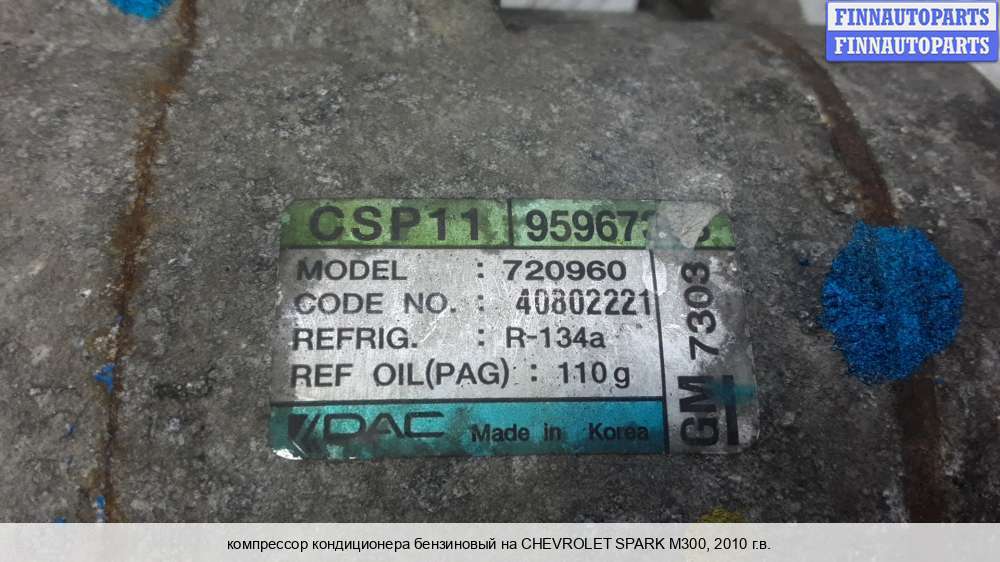 FINNAUTOPARTS
FINNAUTOPARTS
CSP11
MODEL : 720960
CODE NO. : 40802221
REFRIG. : R-134a
REF OIL(PAG) : 110g
DAC Made in Korea
GM 7303
компрессор кондиционера бензиновый на CHEVROLET SPARK M300, 2010 г.в.